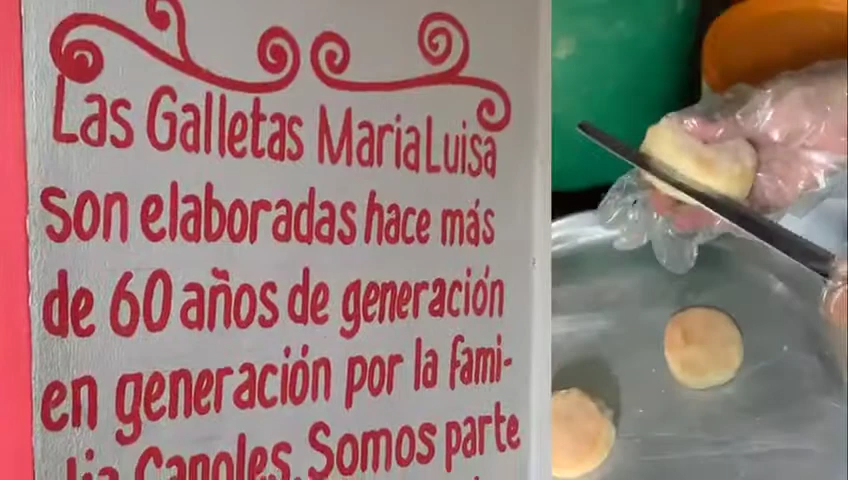 Las Galletas MariaLuisa
son elaboradas hace más
de 60 años de generación
en generación por la fami-
lia Canoles. Somos parte